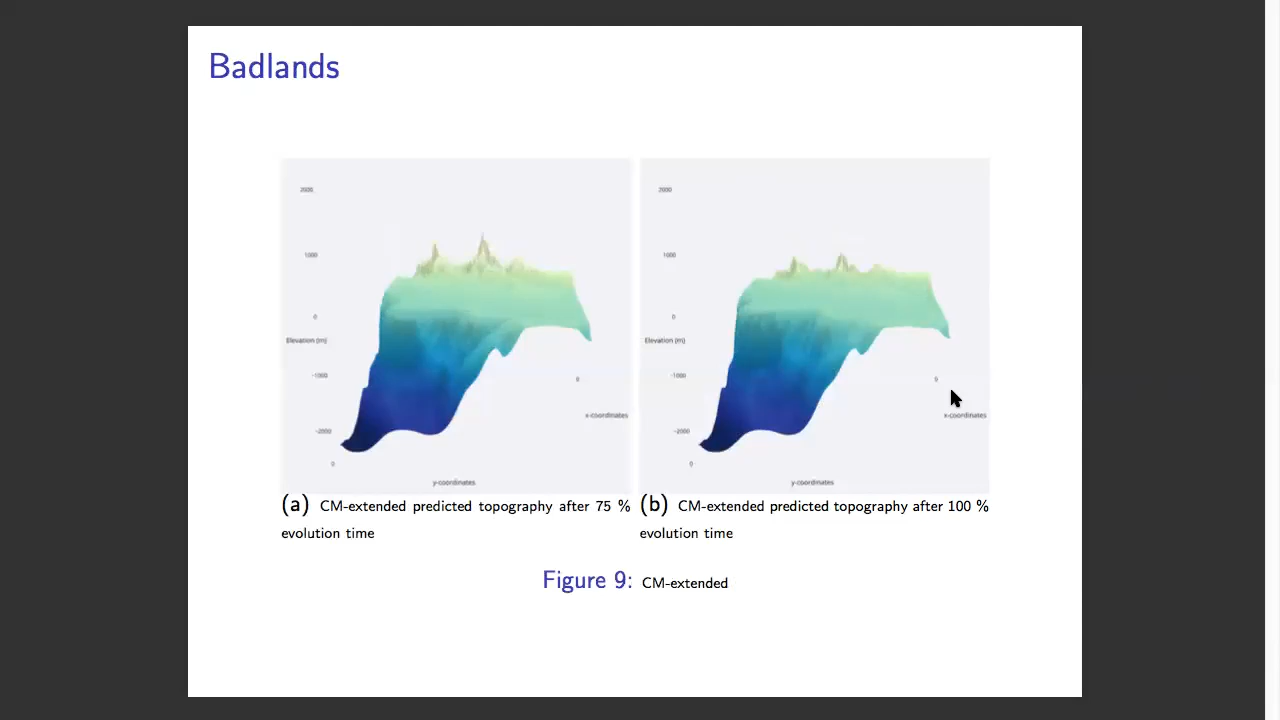 Badlands
2000
1000
0
Elevation (m)
-1000
0
x-coordinates
-2000
0
y-coordinates
2000
1000
0
Elevation (m)
-1000
0
x-coordinates
-2000
0
y-coordinates
(a) CM-extended predicted topography after 75 %
evolution time
(b) CM-extended predicted topography after 100 %
evolution time
Figure 9: CM-extended